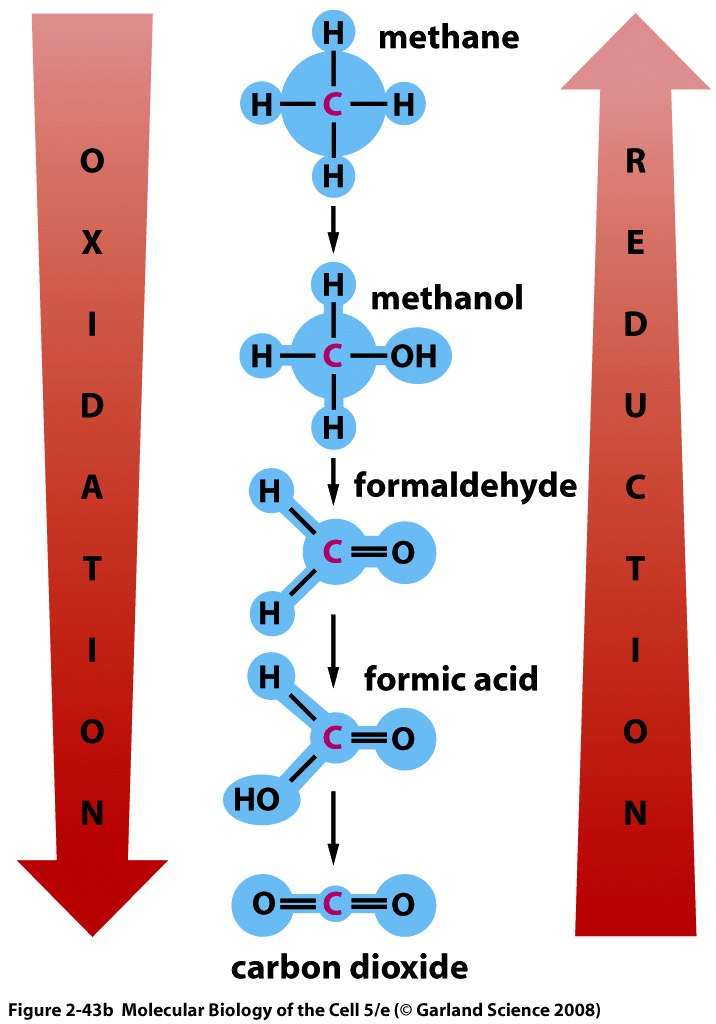 OXIDATION
REDUCTION
H
methane
H C H
H
H
methanol
H C OH
H
H
formaldehyde
C O
H
H
formic acid
C O
HO
O C O
carbon dioxide
Figure 2-43b Molecular Biology of the Cell 5/e (© Garland Science 2008)